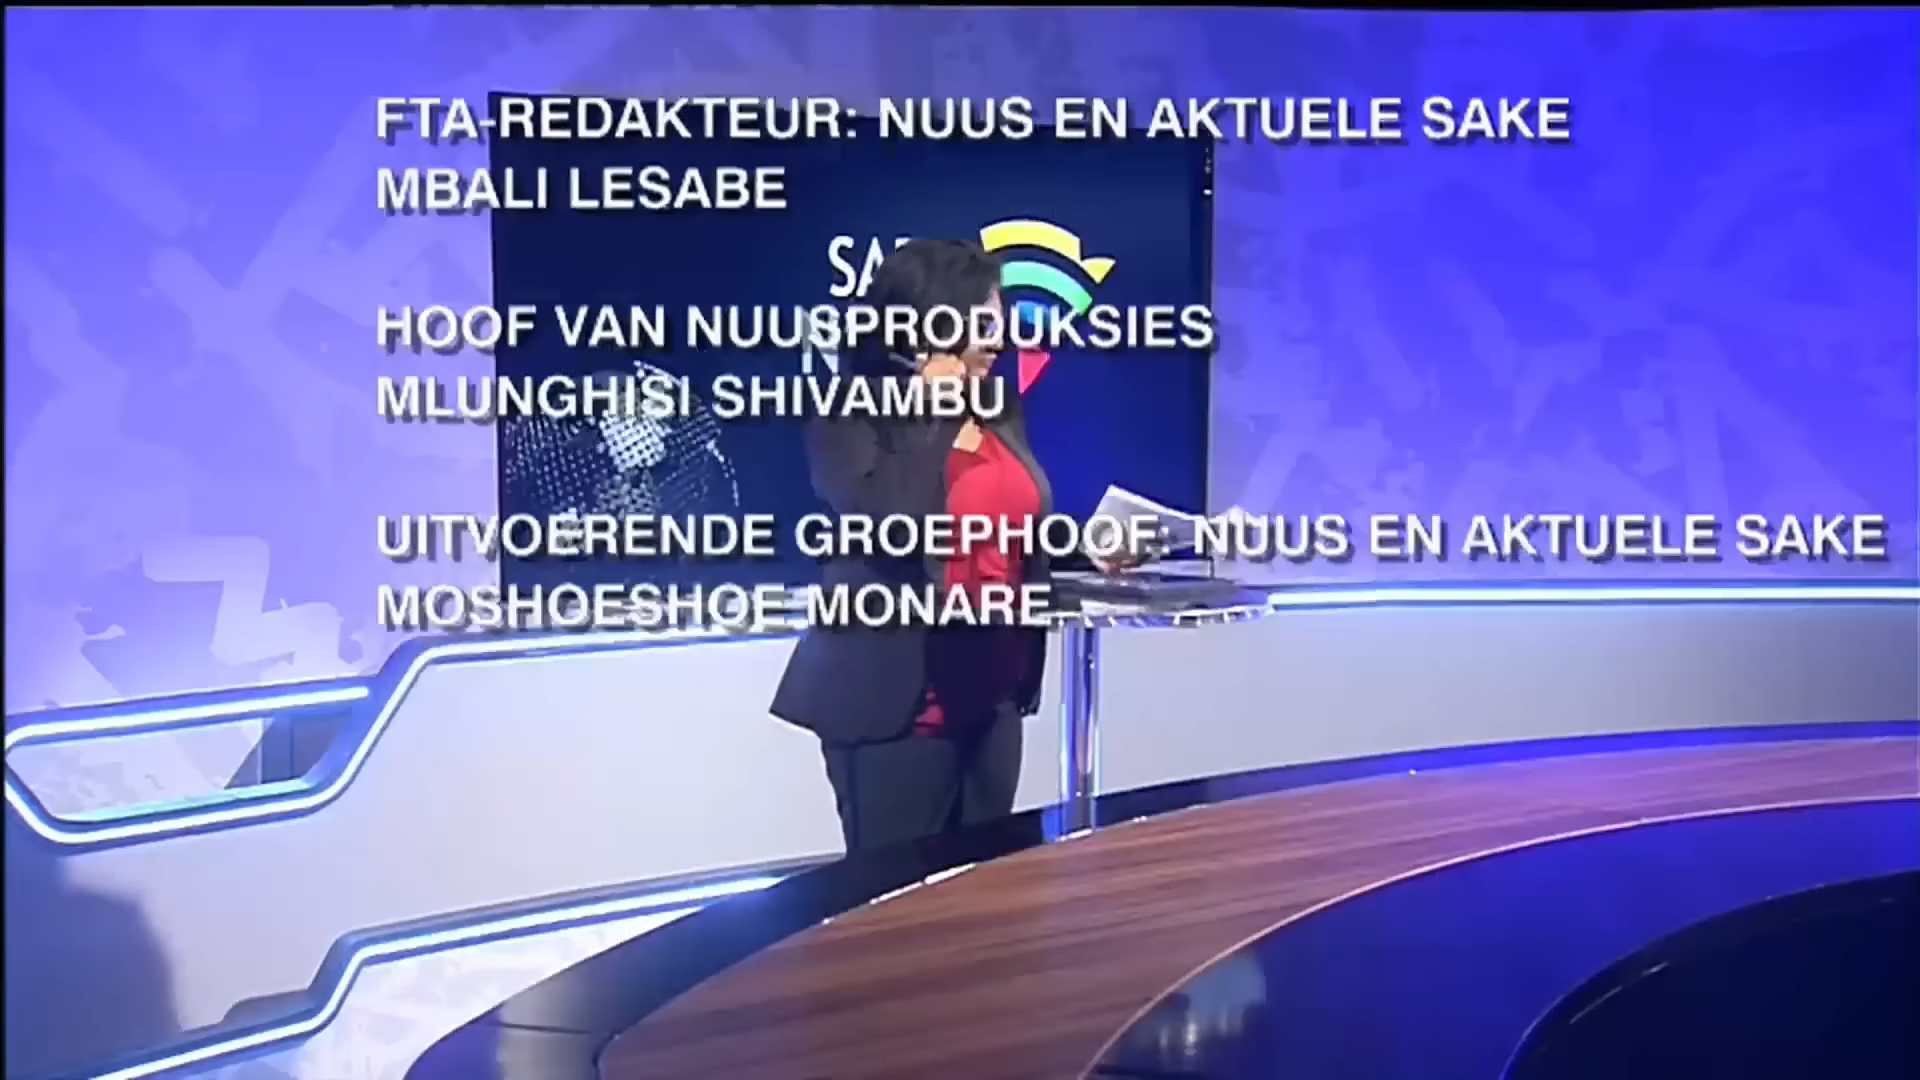 FTA-REDAKTEUR: NUUS EN AKTUELE SAKE
MBALI LESABE
HOOF VAN NUUSPRODUKSIES
MLUNGHISI SHIVAMBU
UITVOERENDE GROEPHOOF: NUUS EN AKTUELE SAKE
MOSHOESHOE MONARE